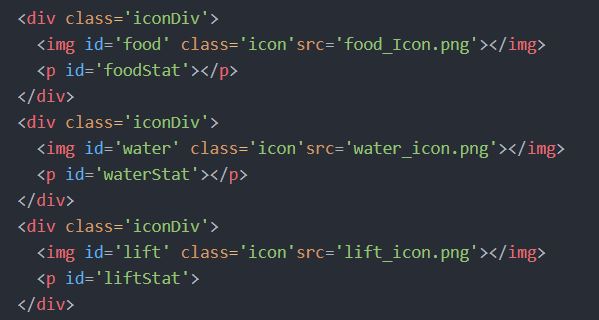 <div class='iconDiv'>
<img id='food' class='icon'src='food_Icon.png'></img>
<p id='foodStat'></p>
</div>
<div class='iconDiv'>
<img id='water' class='icon'src='water_icon.png'></img>
<p id='waterStat'></p>
</div>
<div class='iconDiv'>
<img id='lift' class='icon'src='lift_icon.png'></img>
<p id='liftStat'>
</div>